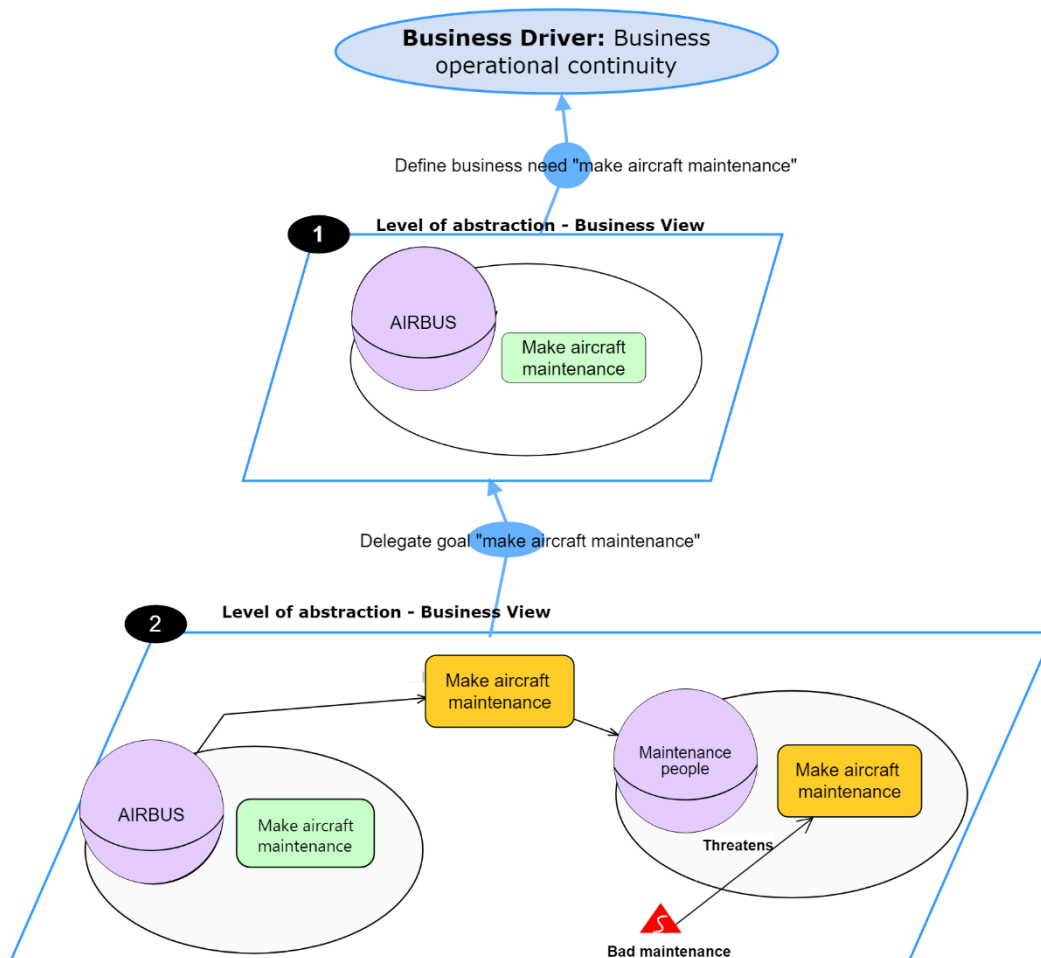 Business Driver: Business
operational continuity
Define business need "make aircraft maintenance"
Level of abstraction - Business View
1
AIRBUS
Make aircraft
maintenance
Delegate goal "make aircraft maintenance"
Level of abstraction - Business View
2
Make aircraft
maintenance
Maintenance
people
Make aircraft
maintenance
AIRBUS
Make aircraft
maintenance
Threatens
Bad maintenance